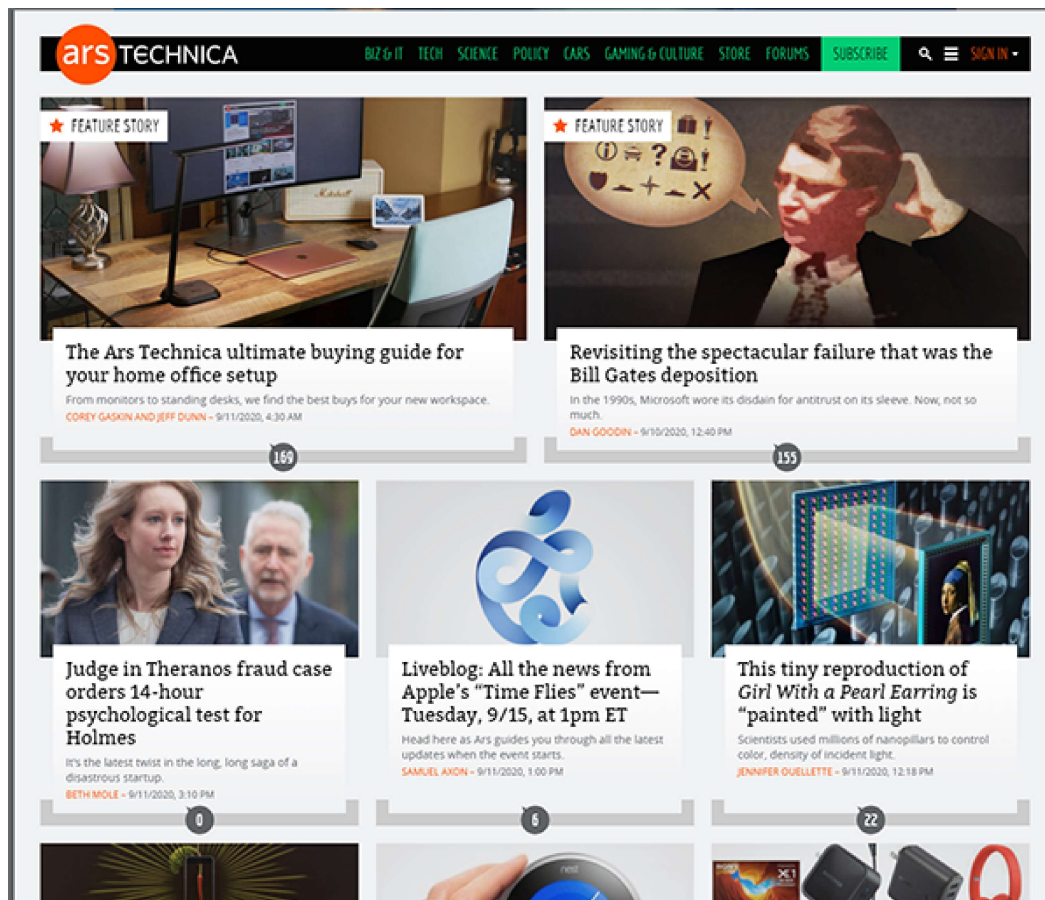 ars TECHNICA
BIZ & IT TECH SCIENCE POLICY CARS GAMING & CULTURE STORE FORUMS SUBSCRIBE SIGN IN
FEATURE STORY
Marshall
The Ars Technica ultimate buying guide for
your home office setup
From monitors to standing desks, we find the best buys for your new workspace.
COREY GASKIN AND JEFF DUNN – 9/11/2020, 4:30 AM
169
FEATURE STORY
Revisiting the spectacular failure that was the
Bill Gates deposition
In the 1990s, Microsoft wore its disdain for antitrust on its sleeve. Now, not so
much.
DAN GOODIN – 9/10/2020, 12:40 PM
155
Judge in Theranos fraud case
orders 14-hour
psychological test for
Holmes
It's the latest twist in the long, long saga of a
disastrous startup.
BETH MOLE – 9/11/2020, 3:10 PM
0
Liveblog: All the news from
Apple's “Time Flies” event—
Tuesday, 9/15, at 1pm ET
Head here as Ars guides you through all the latest
updates when the event starts.
SAMUEL AXON – 9/11/2020, 1:00 PM
6
This tiny reproduction of
Girl With a Pearl Earring is
“painted” with light
Scientists used millions of nanopillars to control
color, density of incident light.
JENNIFER OUELLETTE – 9/11/2020, 12:18 PM
22
nest